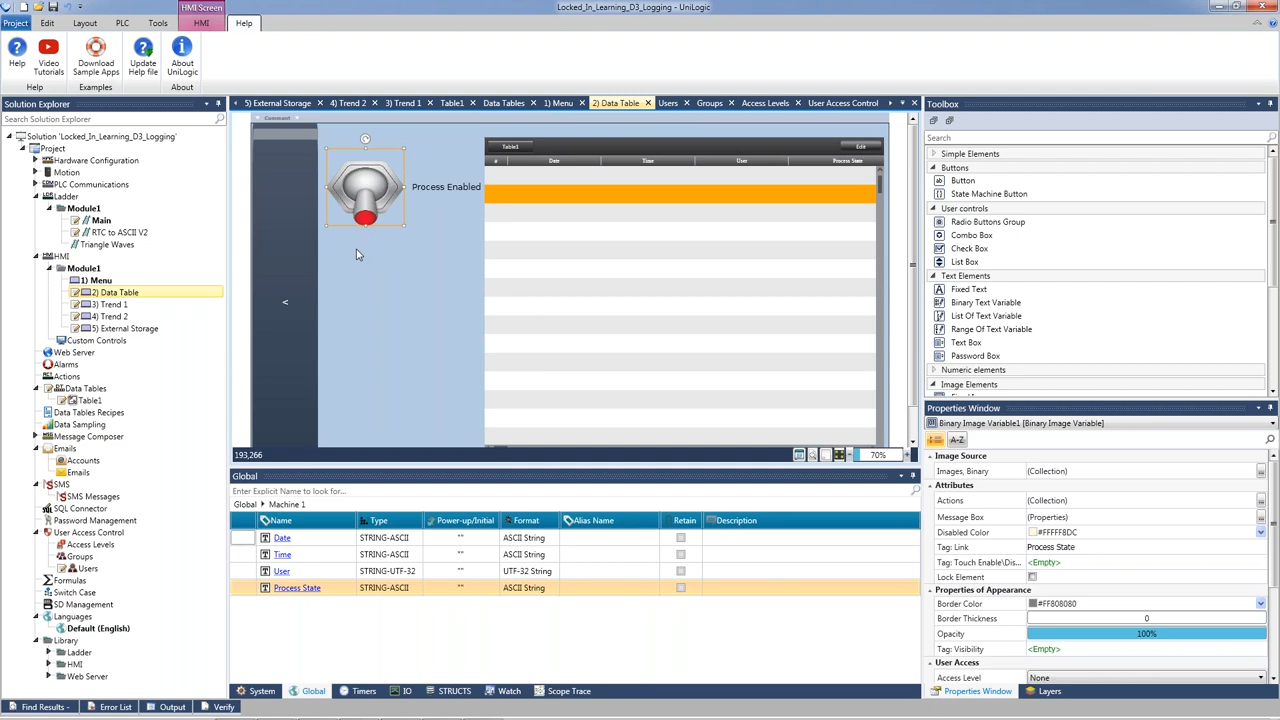 HMI Screen
Locked_In_Learning_D3_Logging - UniLogic
Project Edit Layout PLC Tools HMI Help
Help
Video Tutorials
Download Sample Apps
Update Help file
About UniLogic
Help
Examples
About
Solution Explorer
Search Solution Explorer
Solution 'Locked_In_Learning_D3_Logging'
Project
Hardware Configuration
Motion
PLC Communications
Ladder
Module1
Main
RTC to ASCII V2
Triangle Waves
HMI
Module1
1) Menu
2) Data Table
3) Trend 1
4) Trend 2
5) External Storage
Custom Controls
Web Server
Alarms
Actions
Data Tables
Table1
Data Tables Recipes
Data Sampling
Message Composer
Emails
Accounts
Emails
SMS
SMS Messages
SQL Connector
Password Management
User Access Control
Access Levels
Groups
Users
Formulas
Switch Case
SD Management
Languages
Default (English)
Library
Ladder
HMI
Web Server
Find Results - Error List Output Verify
5) External Storage 4) Trend 2 3) Trend 1 Table1 Data Tables 1) Menu 2) Data Table Users Groups Access Levels User Access Control
Comment
Table1 Edit
# Date Time User Process State
Process Enabled
<
193,266
70%
Global
Enter Explicit Name to look for...
Global Machine 1
Name Type Power-up/Initial Format Alias Name Retain Description
Date STRING-ASCII "" ASCII String
Time STRING-ASCII "" ASCII String
User STRING-UTF-32 "" UTF-32 String
Process State STRING-ASCII "" ASCII String
System Global Timers IO STRUCTS Watch Scope Trace
Toolbox
Search
Simple Elements
Buttons
Button
State Machine Button
User controls
Radio Buttons Group
Combo Box
Check Box
List Box
Text Elements
Fixed Text
Binary Text Variable
List Of Text Variable
Range Of Text Variable
Text Box
Password Box
Numeric elements
Image Elements
Properties Window
Binary Image Variable1 [Binary Image Variable]
A-Z
Image Source
Images, Binary (Collection)
Attributes
Actions (Collection)
Message Box (Properties)
Disabled Color #FFFFF8DC
Tag: Link Process State
Tag: Touch Enable\Dis... <Empty>
Lock Element
Properties of Appearance
Border Color #FF808080
Border Thickness 0
Opacity 100%
Tag: Visibility <Empty>
User Access
Access Level None
Properties Window Layers